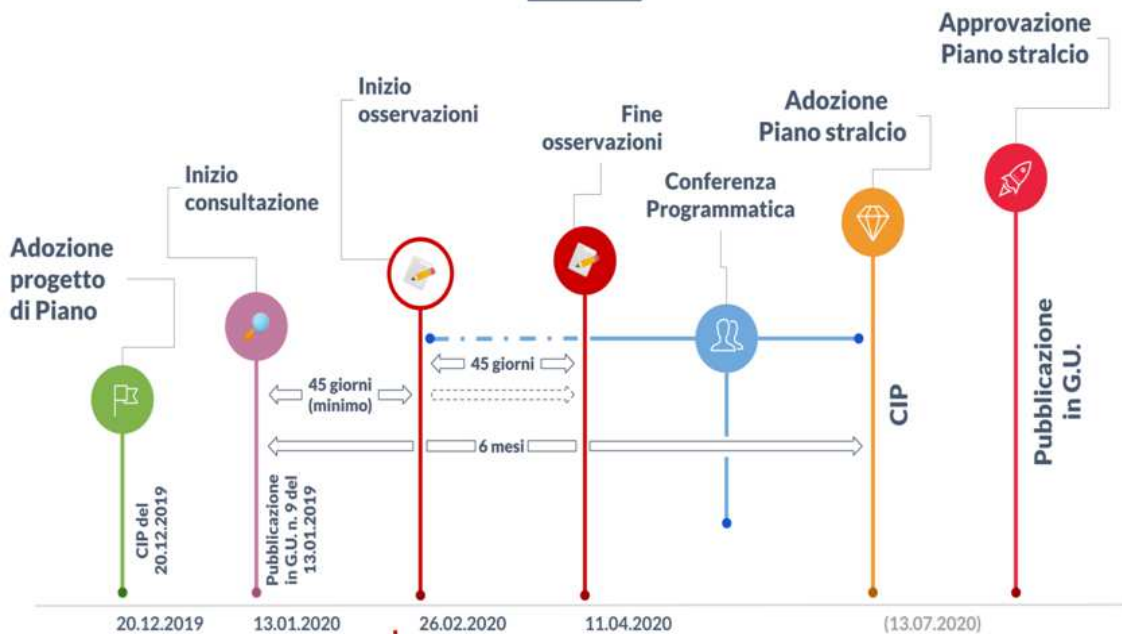 Approvazione
Piano stralcio
Inizio
osservazioni
Adozione
Piano stralcio
Fine
osservazioni
Inizio
consultazione
Conferenza
Programmatica
Adozione
progetto
di Piano
45 giorni
45 giorni
(minimo)
6 mesi
CIP del
20.12.2019
Pubblicazione
in G.U. n. 9 del
13.01.2019
CIP
Pubblicazione
in G.U.
20.12.2019
13.01.2020
26.02.2020
11.04.2020
(13.07.2020)